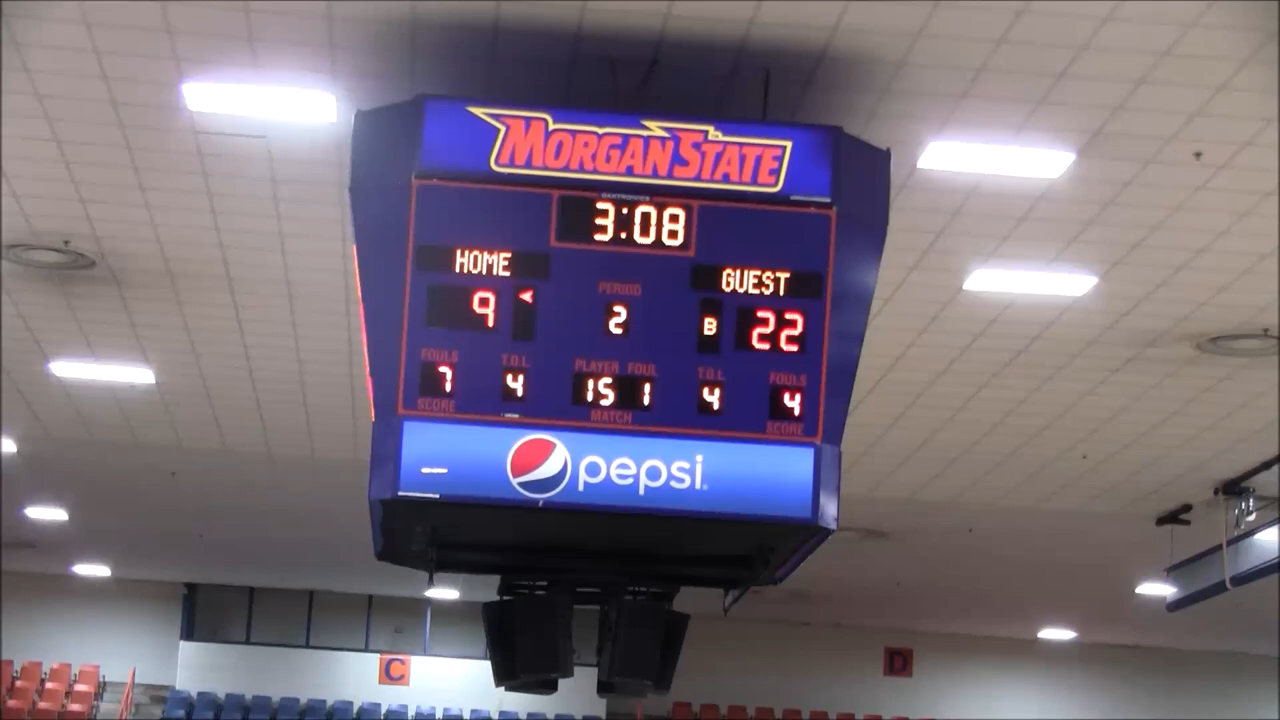 MORGAN STATE
DAKTRONICS
3:08
HOME
GUEST
9
PERIOD
2
B
22
FOULS
T.O.L
PLAYER FOUL
T.O.L
FOULS
7
4
15 1
4
4
SCORE
MATCH
SCORE
pepsi
C
D